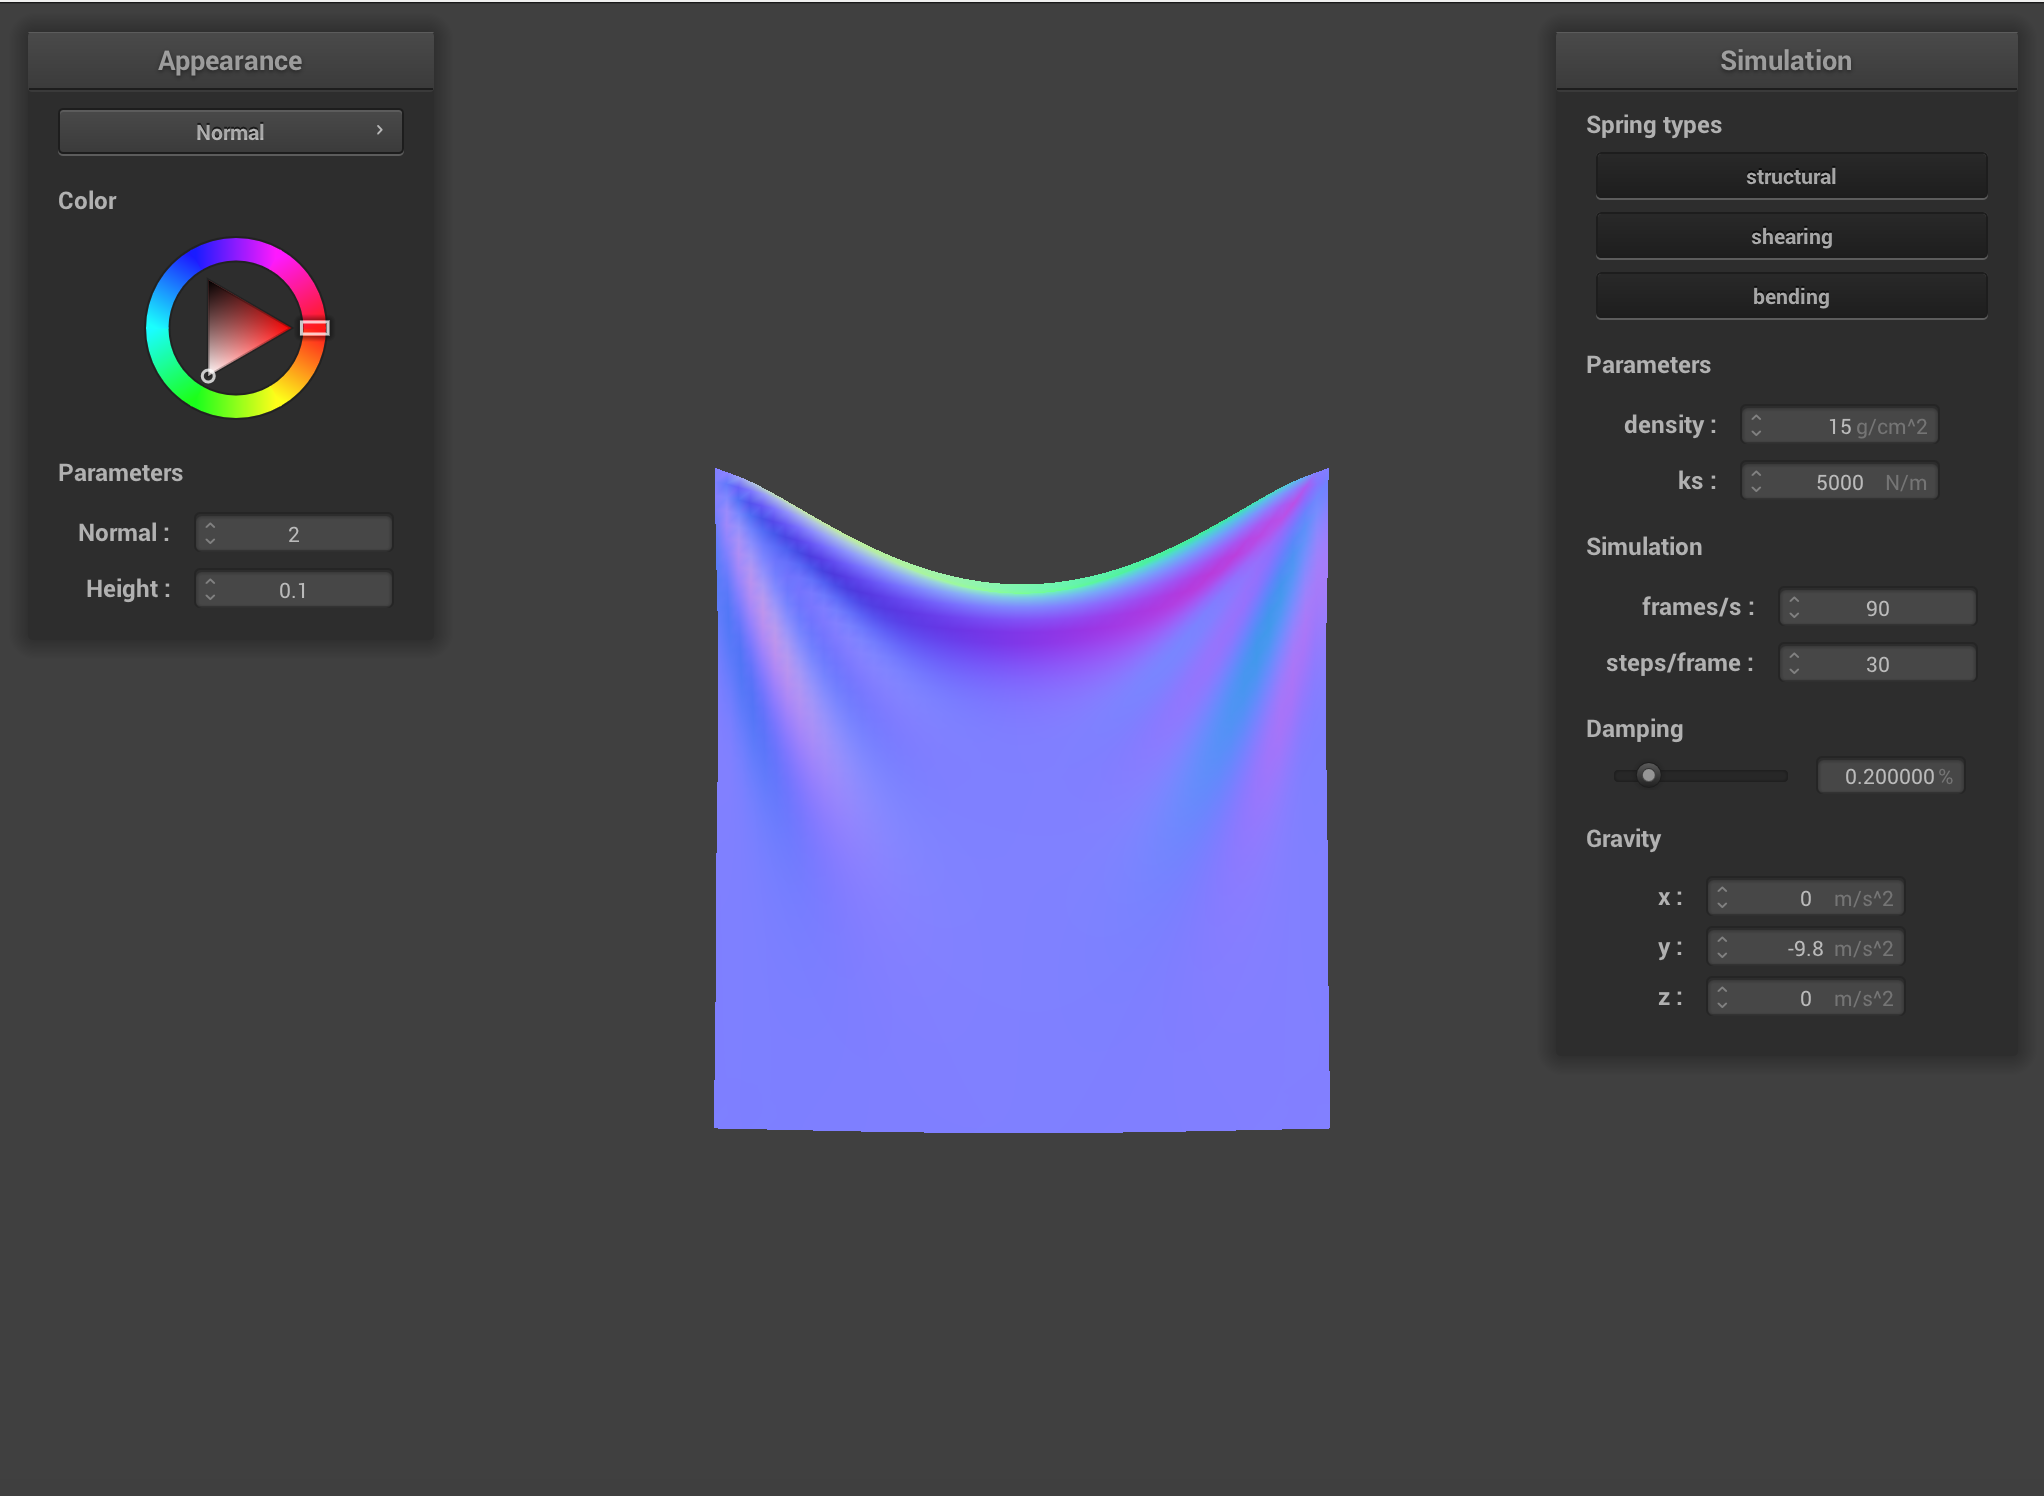 Appearance
Normal
Color
Parameters
Normal : 2
Height : 0.1
Simulation
Spring types
structural
shearing
bending
Parameters
density : 15 g/cm^2
ks : 5000 N/m
Simulation
frames/s : 90
steps/frame : 30
Damping
0.200000 %
Gravity
x : 0 m/s^2
y : -9.8 m/s^2
z : 0 m/s^2